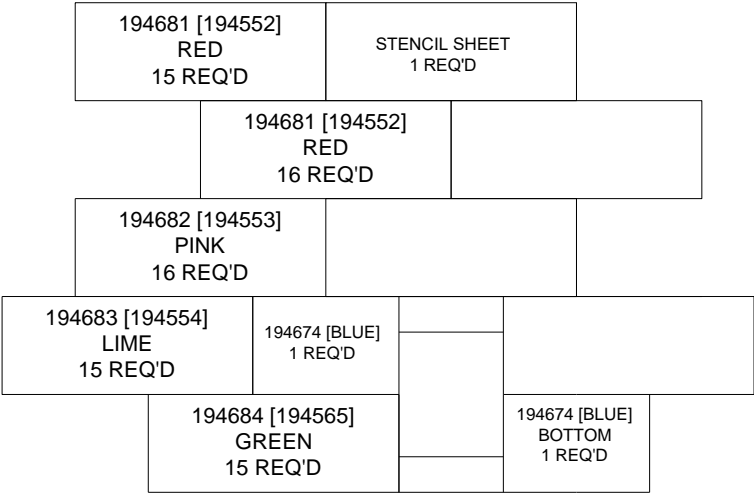 194681 [194552]
RED
15 REQ'D
STENCIL SHEET
1 REQ'D
194681 [194552]
RED
16 REQ'D
194682 [194553]
PINK
16 REQ'D
194683 [194554]
LIME
15 REQ'D
194674 [BLUE]
1 REQ'D
194684 [194565]
GREEN
15 REQ'D
194674 [BLUE]
BOTTOM
1 REQ'D